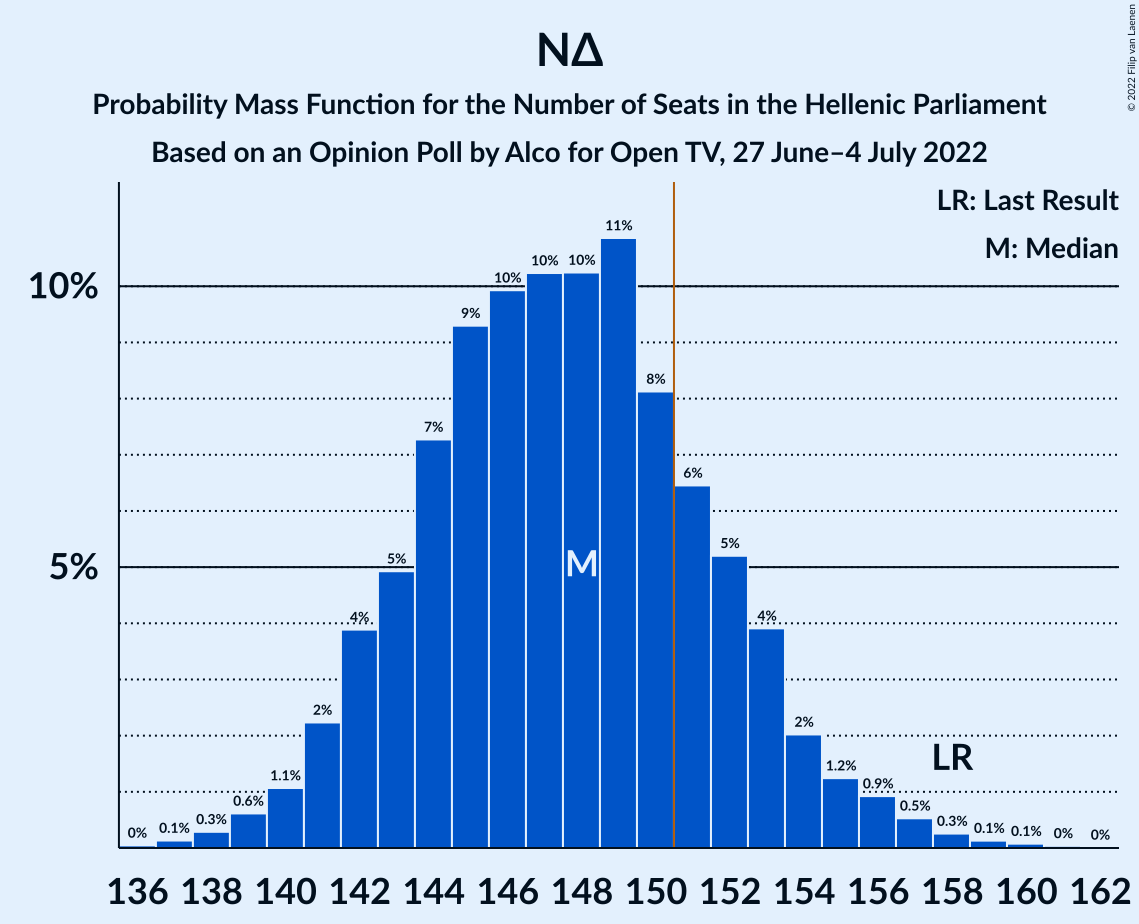 © 2022 Filip van Laenen
ΝΔ
Probability Mass Function for the Number of Seats in the Hellenic Parliament
Based on an Opinion Poll by Alco for Open TV, 27 June–4 July 2022
LR: Last Result
M: Median
10%
5%
0% 0.1% 0.3% 0.6% 1.1% 2% 4% 5% 7% 9% 10% 10% 10% 11% 8% 6% 5% 4% 2% 1.2% 0.9% 0.5% 0.3% 0.1% 0.1% 0% 0%
M
LR
136 138 140 142 144 146 148 150 152 154 156 158 160 162